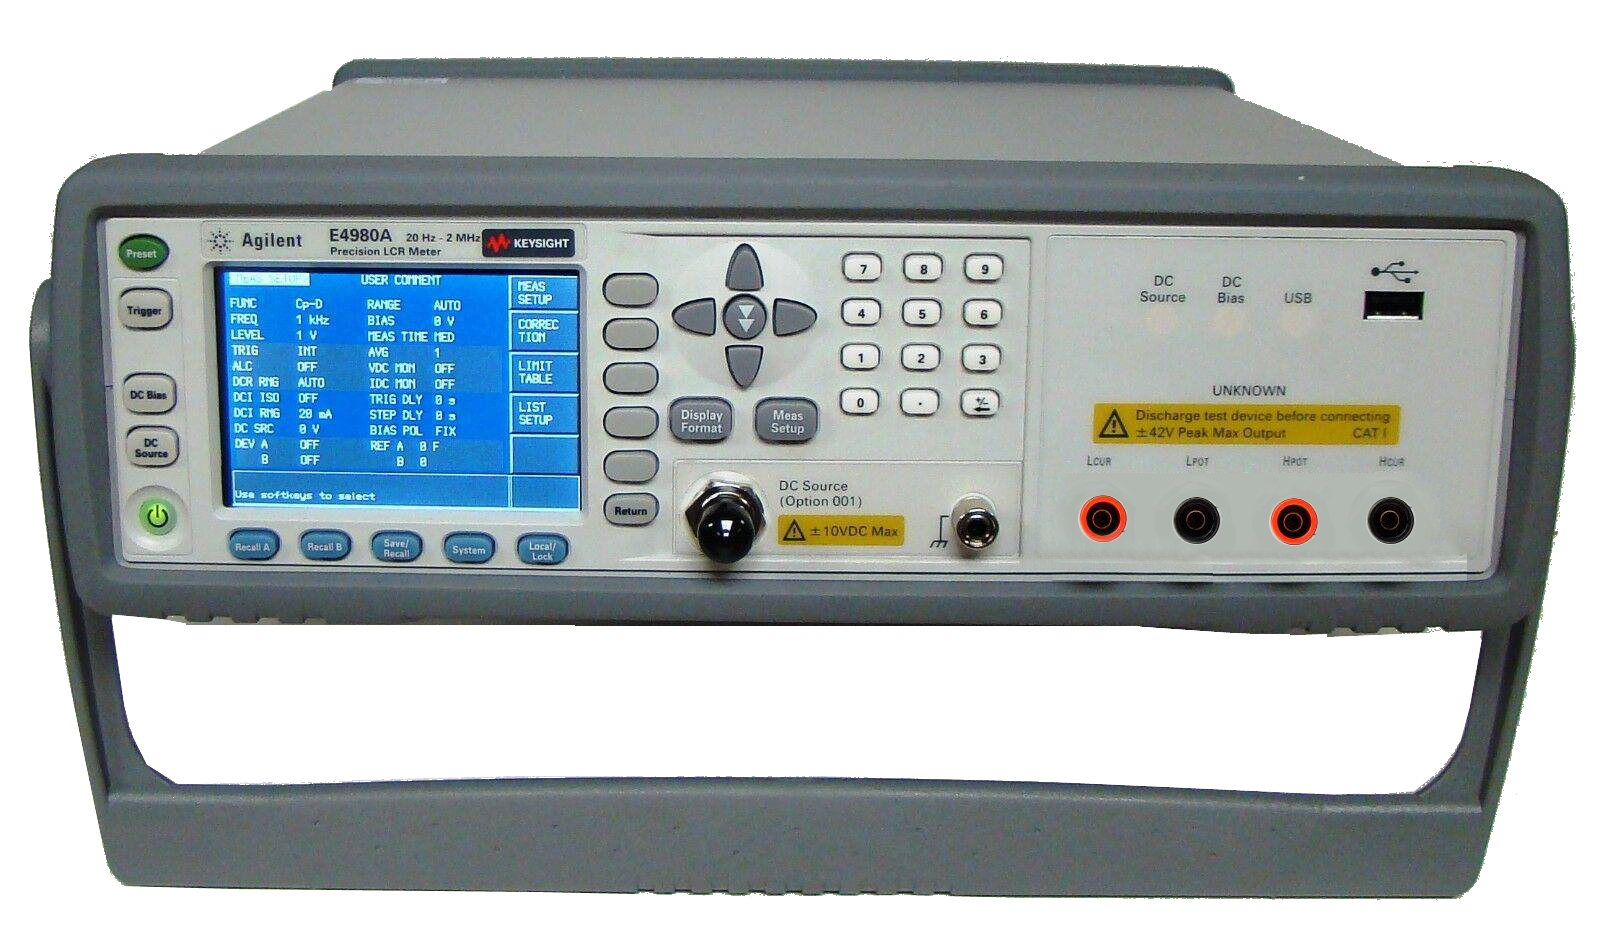 Agilent E4980A 20 Hz - 2 MHz KEYSIGHT
Precision LCR Meter
Preset
Trigger
DC Bias
DC
Source
MEAS SETUP USER COMMENT
FUNC Cp-D RANGE AUTO
FREQ 1 kHz BIAS 0 V
LEVEL 1 V MEAS TIME MED
TRIG INT AVG 1
ALC OFF VDC MON OFF
DCR RNG AUTO IDC MON OFF
DCI ISO OFF TRIG DLY 0 s
DCI RNG 20 mA STEP DLY 0 s
DC SRC 0 V BIAS POL FIX
DEV A OFF REF A 0 F
B OFF B 0
Use softkeys to select
MEAS
SETUP
CORREC
TION
LIMIT
TABLE
LIST
SETUP
Return
Recall A
Recall B
Save/
Recall
System
Local/
Lock
Display
Format
Meas
Setup
7 8 9
4 5 6
1 2 3
0 . +/-
DC Source
(Option 001)
±10VDC Max
DC
Source
DC
Bias
USB
UNKNOWN
Discharge test device before connecting
±42V Peak Max Output CAT I
LCUR LPOT HPOT HCUR